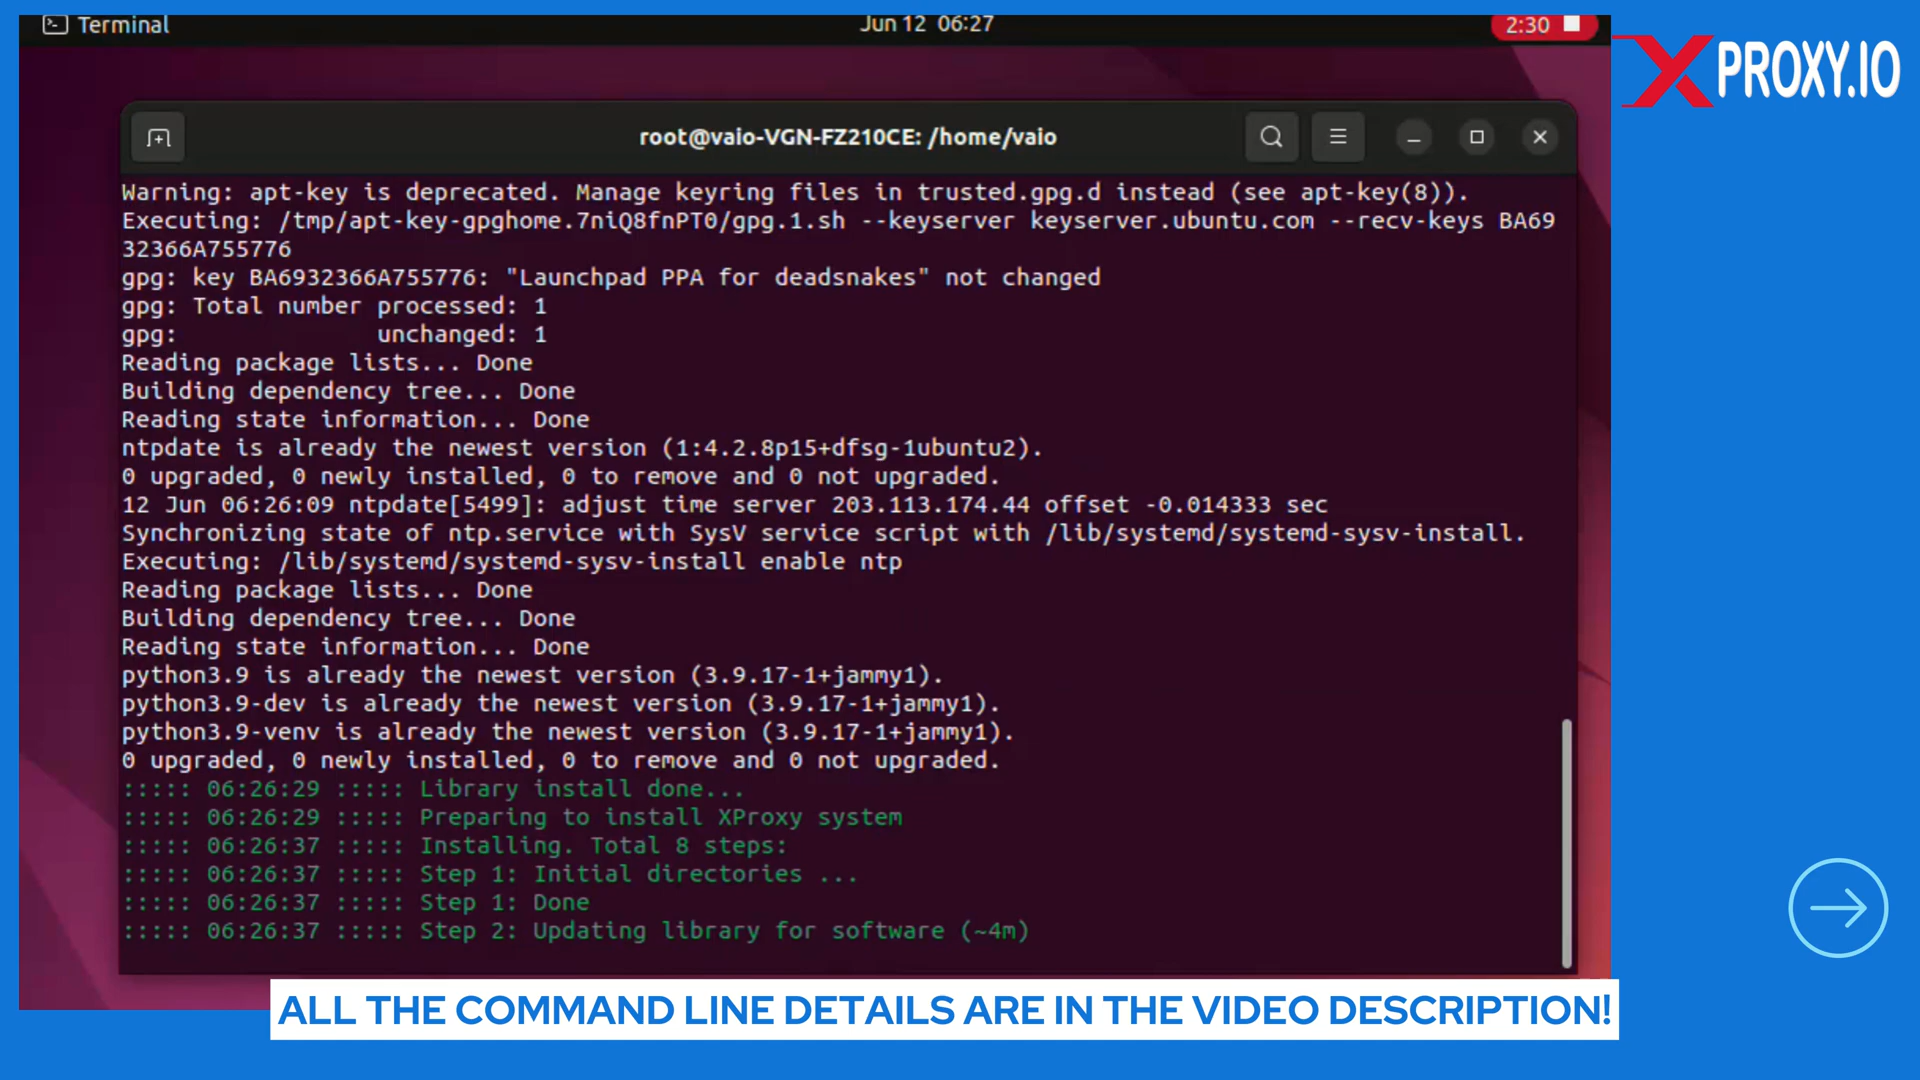 Terminal
Jun 12 06:27
2:30
XPROXY.IO
root@vaio-VGN-FZ210CE: /home/vaio
Warning: apt-key is deprecated. Manage keyring files in trusted.gpg.d instead (see apt-key(8)).
Executing: /tmp/apt-key-gpghome.7niQ8fnPT0/gpg.1.sh --keyserver keyserver.ubuntu.com --recv-keys BA69
32366A755776
gpg: key BA6932366A755776: "Launchpad PPA for deadsnakes" not changed
gpg: Total number processed: 1
gpg:              unchanged: 1
Reading package lists... Done
Building dependency tree... Done
Reading state information... Done
ntpdate is already the newest version (1:4.2.8p15+dfsg-1ubuntu2).
0 upgraded, 0 newly installed, 0 to remove and 0 not upgraded.
12 Jun 06:26:09 ntpdate[5499]: adjust time server 203.113.174.44 offset -0.014333 sec
Synchronizing state of ntp.service with SysV service script with /lib/systemd/systemd-sysv-install.
Executing: /lib/systemd/systemd-sysv-install enable ntp
Reading package lists... Done
Building dependency tree... Done
Reading state information... Done
python3.9 is already the newest version (3.9.17-1+jammy1).
python3.9-dev is already the newest version (3.9.17-1+jammy1).
python3.9-venv is already the newest version (3.9.17-1+jammy1).
0 upgraded, 0 newly installed, 0 to remove and 0 not upgraded.
::::: 06:26:29 ::::: Library install done...
::::: 06:26:29 ::::: Preparing to install XProxy system
::::: 06:26:37 ::::: Installing. Total 8 steps:
::::: 06:26:37 ::::: Step 1: Initial directories ...
::::: 06:26:37 ::::: Step 1: Done
::::: 06:26:37 ::::: Step 2: Updating library for software (~4m)
ALL THE COMMAND LINE DETAILS ARE IN THE VIDEO DESCRIPTION!